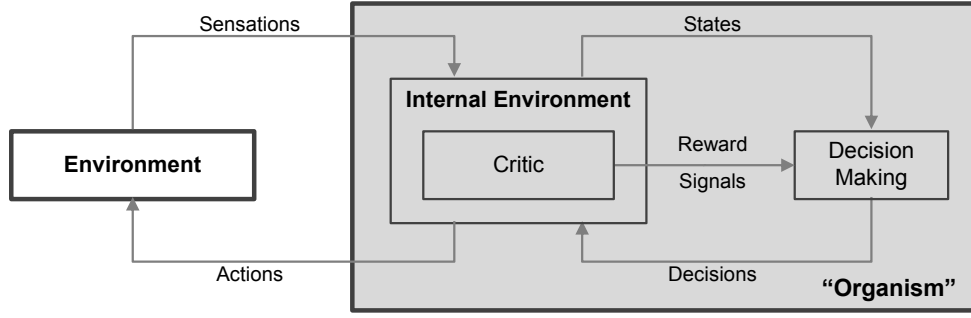 Sensations
States
Internal Environment
Environment
Critic
Reward
Signals
Decision
Making
Actions
Decisions
“Organism”